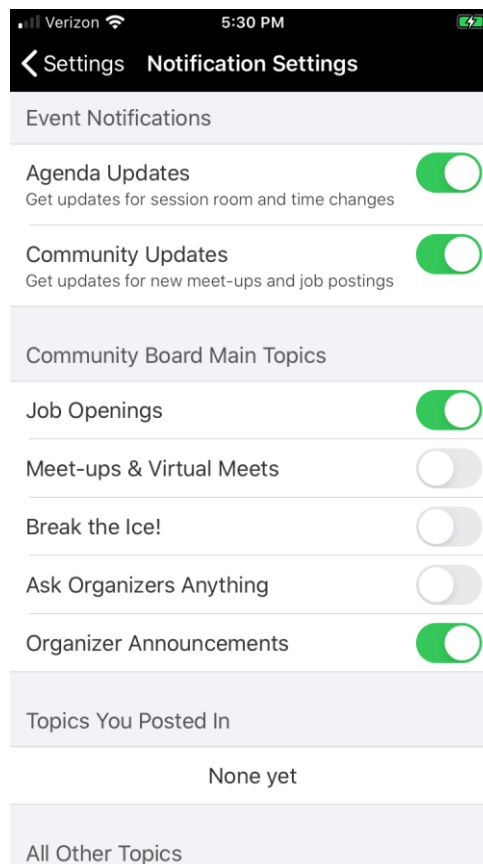 Verizon 5:30 PM
Settings Notification Settings
Event Notifications
Agenda Updates
Get updates for session room and time changes
Community Updates
Get updates for new meet-ups and job postings
Community Board Main Topics
Job Openings
Meet-ups & Virtual Meets
Break the Ice!
Ask Organizers Anything
Organizer Announcements
Topics You Posted In
None yet
All Other Topics